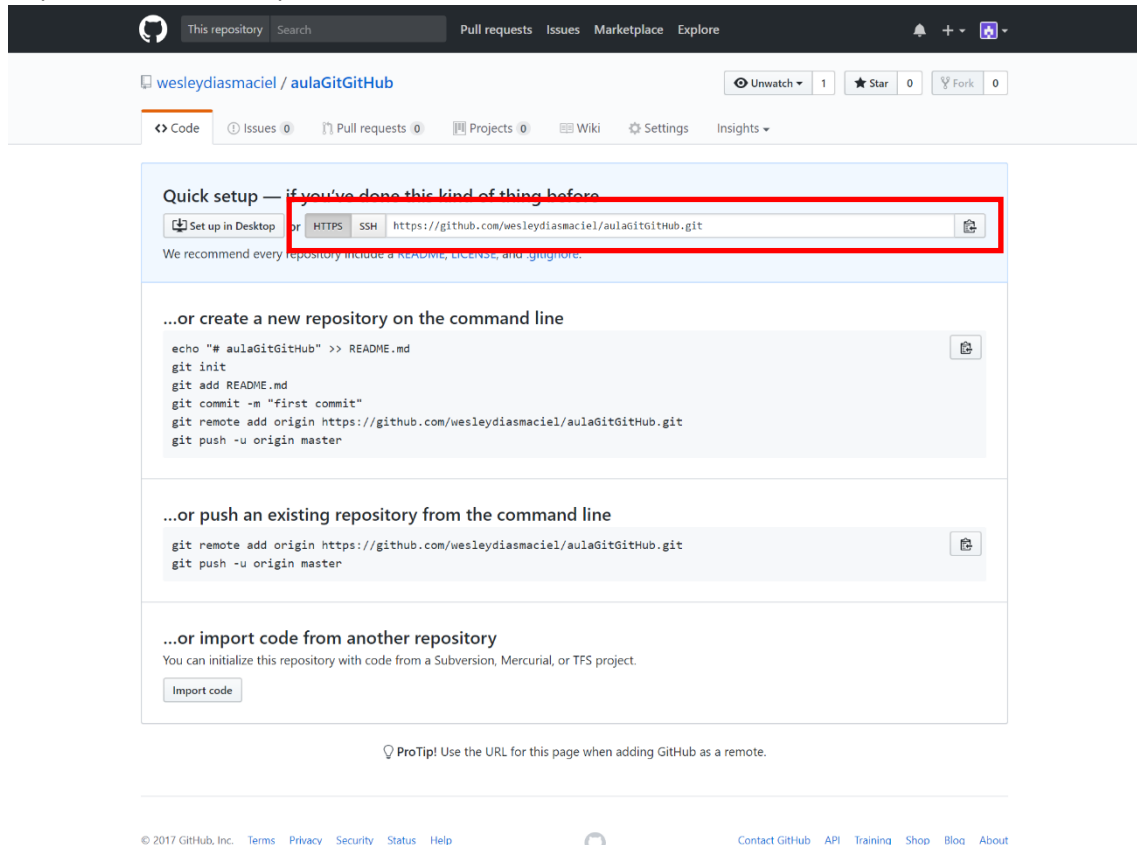 This repository Search Pull requests Issues Marketplace Explore
wesleydiasmaciel / aulaGitGitHub Unwatch 1 Star 0 Fork 0
Code Issues 0 Pull requests 0 Projects 0 Wiki Settings Insights
Quick setup — if you've done this kind of thing before
Set up in Desktop or HTTPS SSH https://github.com/wesleydiasmaciel/aulaGitGitHub.git
We recommend every repository include a README, LICENSE, and .gitignore.
...or create a new repository on the command line
echo "# aulaGitGitHub" >> README.md
git init
git add README.md
git commit -m "first commit"
git remote add origin https://github.com/wesleydiasmaciel/aulaGitGitHub.git
git push -u origin master
...or push an existing repository from the command line
git remote add origin https://github.com/wesleydiasmaciel/aulaGitGitHub.git
git push -u origin master
...or import code from another repository
You can initialize this repository with code from a Subversion, Mercurial, or TFS project.
Import code
ProTip! Use the URL for this page when adding GitHub as a remote.
© 2017 GitHub, Inc. Terms Privacy Security Status Help Contact GitHub API Training Shop Blog About